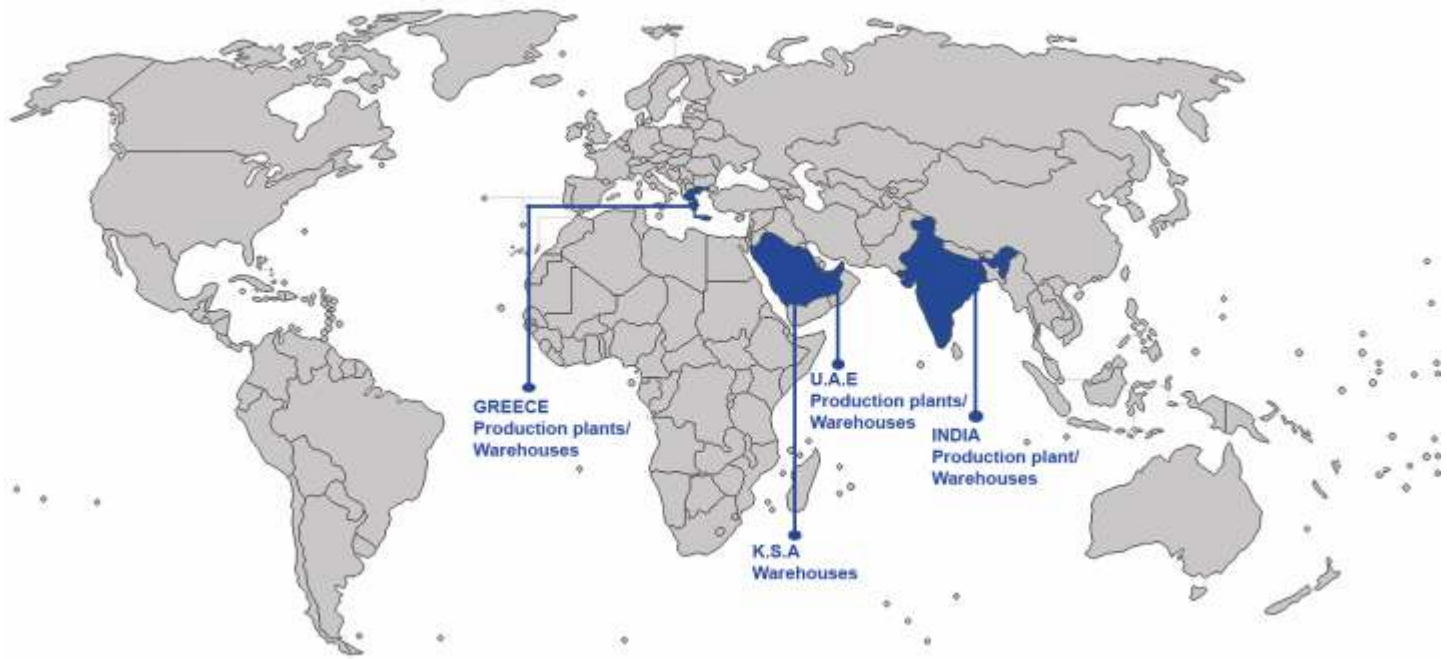 GREECE
Production plants/
Warehouses
U.A.E
Production plants/
Warehouses
INDIA
Production plant/
Warehouses
K.S.A
Warehouses